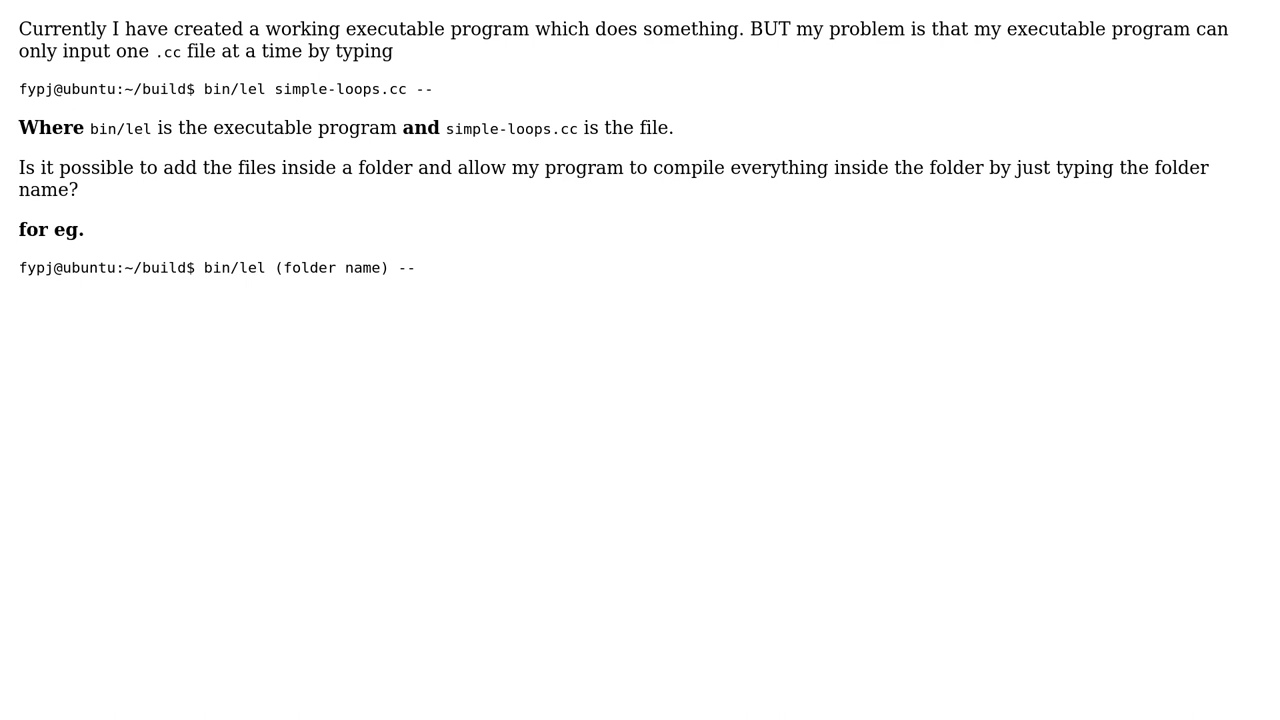 Currently I have created a working executable program which does something. BUT my problem is that my executable program can
only input one .cc file at a time by typing
fypj@ubuntu:~/build$ bin/lel simple-loops.cc --
Where bin/lel is the executable program and simple-loops.cc is the file.
Is it possible to add the files inside a folder and allow my program to compile everything inside the folder by just typing the folder
name?
for eg.
fypj@ubuntu:~/build$ bin/lel (folder name) --